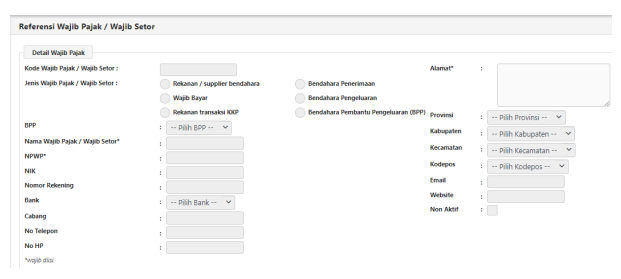 Referensi Wajib Pajak / Wajib Setor
Detail Wajib Pajak
Kode Wajib Pajak / Wajib Setor :
Jenis Wajib Pajak / Wajib Setor :
Rekanan / supplier bendahara
Bendahara Penerimaan
Wajib Bayar
Bendahara Pengeluaran
Rekanan transaksi KKP
Bendahara Pembantu Pengeluaran (BPP)
BPP : -- Pilih BPP --
Nama Wajib Pajak / Wajib Setor* :
NPWP* :
NIK :
Nomor Rekening :
Bank : -- Pilih Bank --
Cabang :
No Telepon :
No HP :
*wajib diisi
Alamat* :
Provinsi : -- Pilih Provinsi --
Kabupaten : -- Pilih Kabupaten --
Kecamatan : -- Pilih Kecamatan --
Kodepos : -- Pilih Kodepos --
Email :
Website :
Non Aktif :